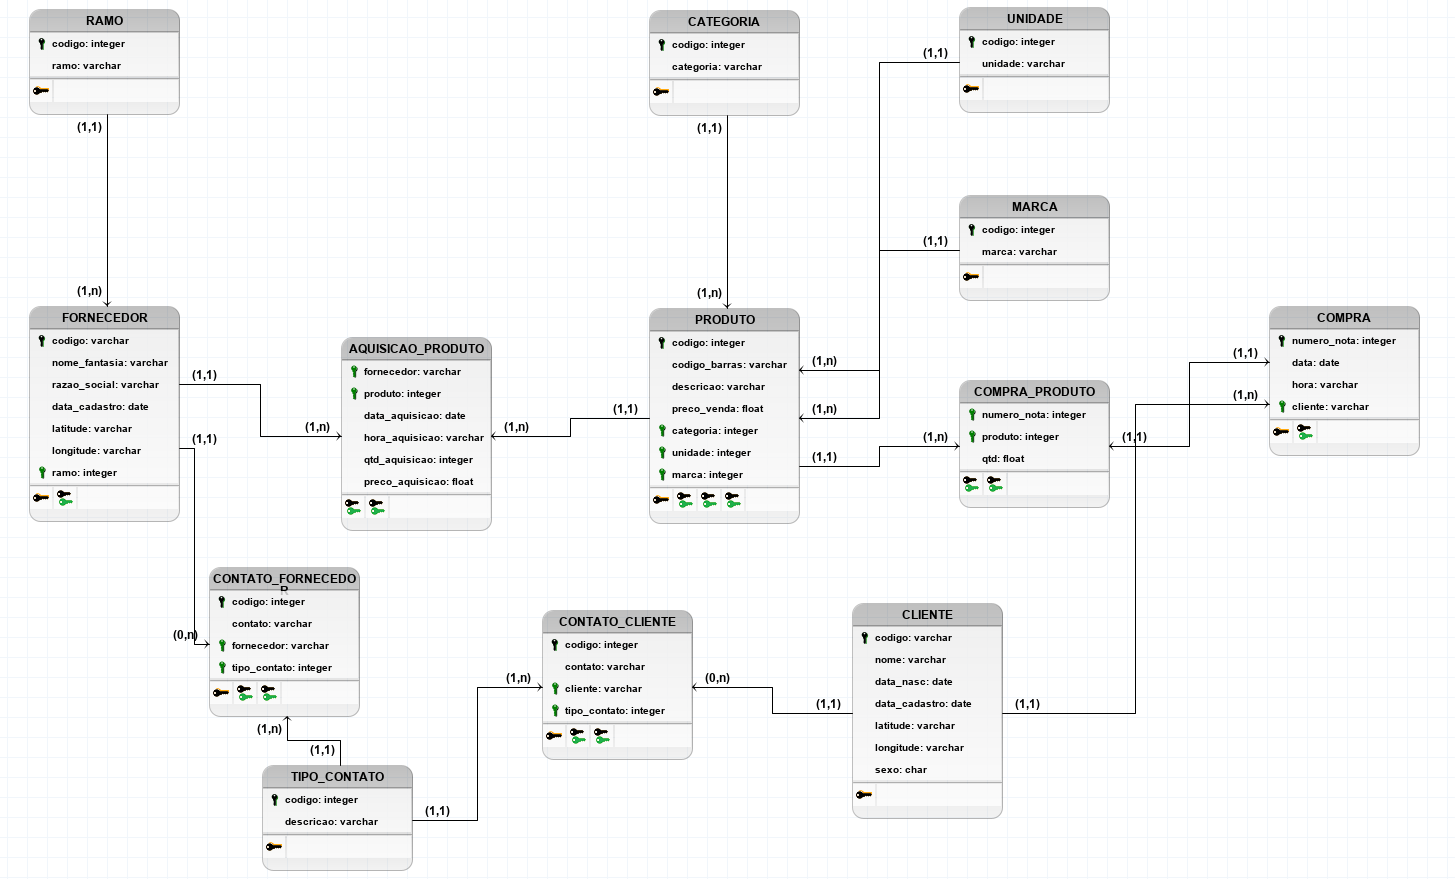 RAMO
codigo: integer
ramo: varchar
(1,1)
(1,n)
CATEGORIA
codigo: integer
categoria: varchar
(1,1)
(1,n)
UNIDADE
codigo: integer
unidade: varchar
(1,1)
MARCA
codigo: integer
marca: varchar
(1,1)
FORNECEDOR
codigo: varchar
nome_fantasia: varchar
razao_social: varchar
data_cadastro: date
latitude: varchar
longitude: varchar
ramo: integer
(1,1)
(1,1)
(1,n)
AQUISICAO_PRODUTO
fornecedor: varchar
produto: integer
data_aquisicao: date
hora_aquisicao: varchar
qtd_aquisicao: integer
preco_aquisicao: float
(1,n)
(1,1)
PRODUTO
codigo: integer
codigo_barras: varchar
descricao: varchar
preco_venda: float
categoria: integer
unidade: integer
marca: integer
(1,n)
(1,n)
(1,1)
(1,n)
COMPRA_PRODUTO
numero_nota: integer
produto: integer
qtd: float
(1,1)
(1,1)
(1,n)
COMPRA
numero_nota: integer
data: date
hora: varchar
cliente: varchar
CONTATO_FORNECEDO
R
codigo: integer
contato: varchar
fornecedor: varchar
tipo_contato: integer
(0,n)
(1,n)
(1,1)
TIPO_CONTATO
codigo: integer
descricao: varchar
(1,1)
(1,n)
CONTATO_CLIENTE
codigo: integer
contato: varchar
cliente: varchar
tipo_contato: integer
(0,n)
(1,1)
CLIENTE
codigo: varchar
nome: varchar
data_nasc: date
data_cadastro: date
latitude: varchar
longitude: varchar
sexo: char
(1,1)